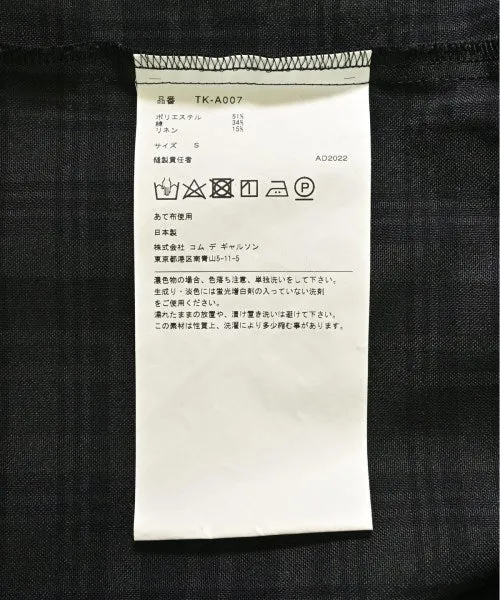 品番 TK-A007
ポリエステル 51%
綿 34%
リネン 15%
サイズ S
縫製責任者 AD2022
あて布使用
日本製
株式会社 コム デ ギャルソン
東京都港区南青山5-11-5
濃色物の場合、色落ち注意、単独洗いをして下さい。
生成り・淡色には蛍光増白剤の入っていない洗剤
をご使用ください。
濡れたままの放置や、漬け置き洗いは避けて下さい。
この素材は性質上、洗濯により多少縮む事があります。